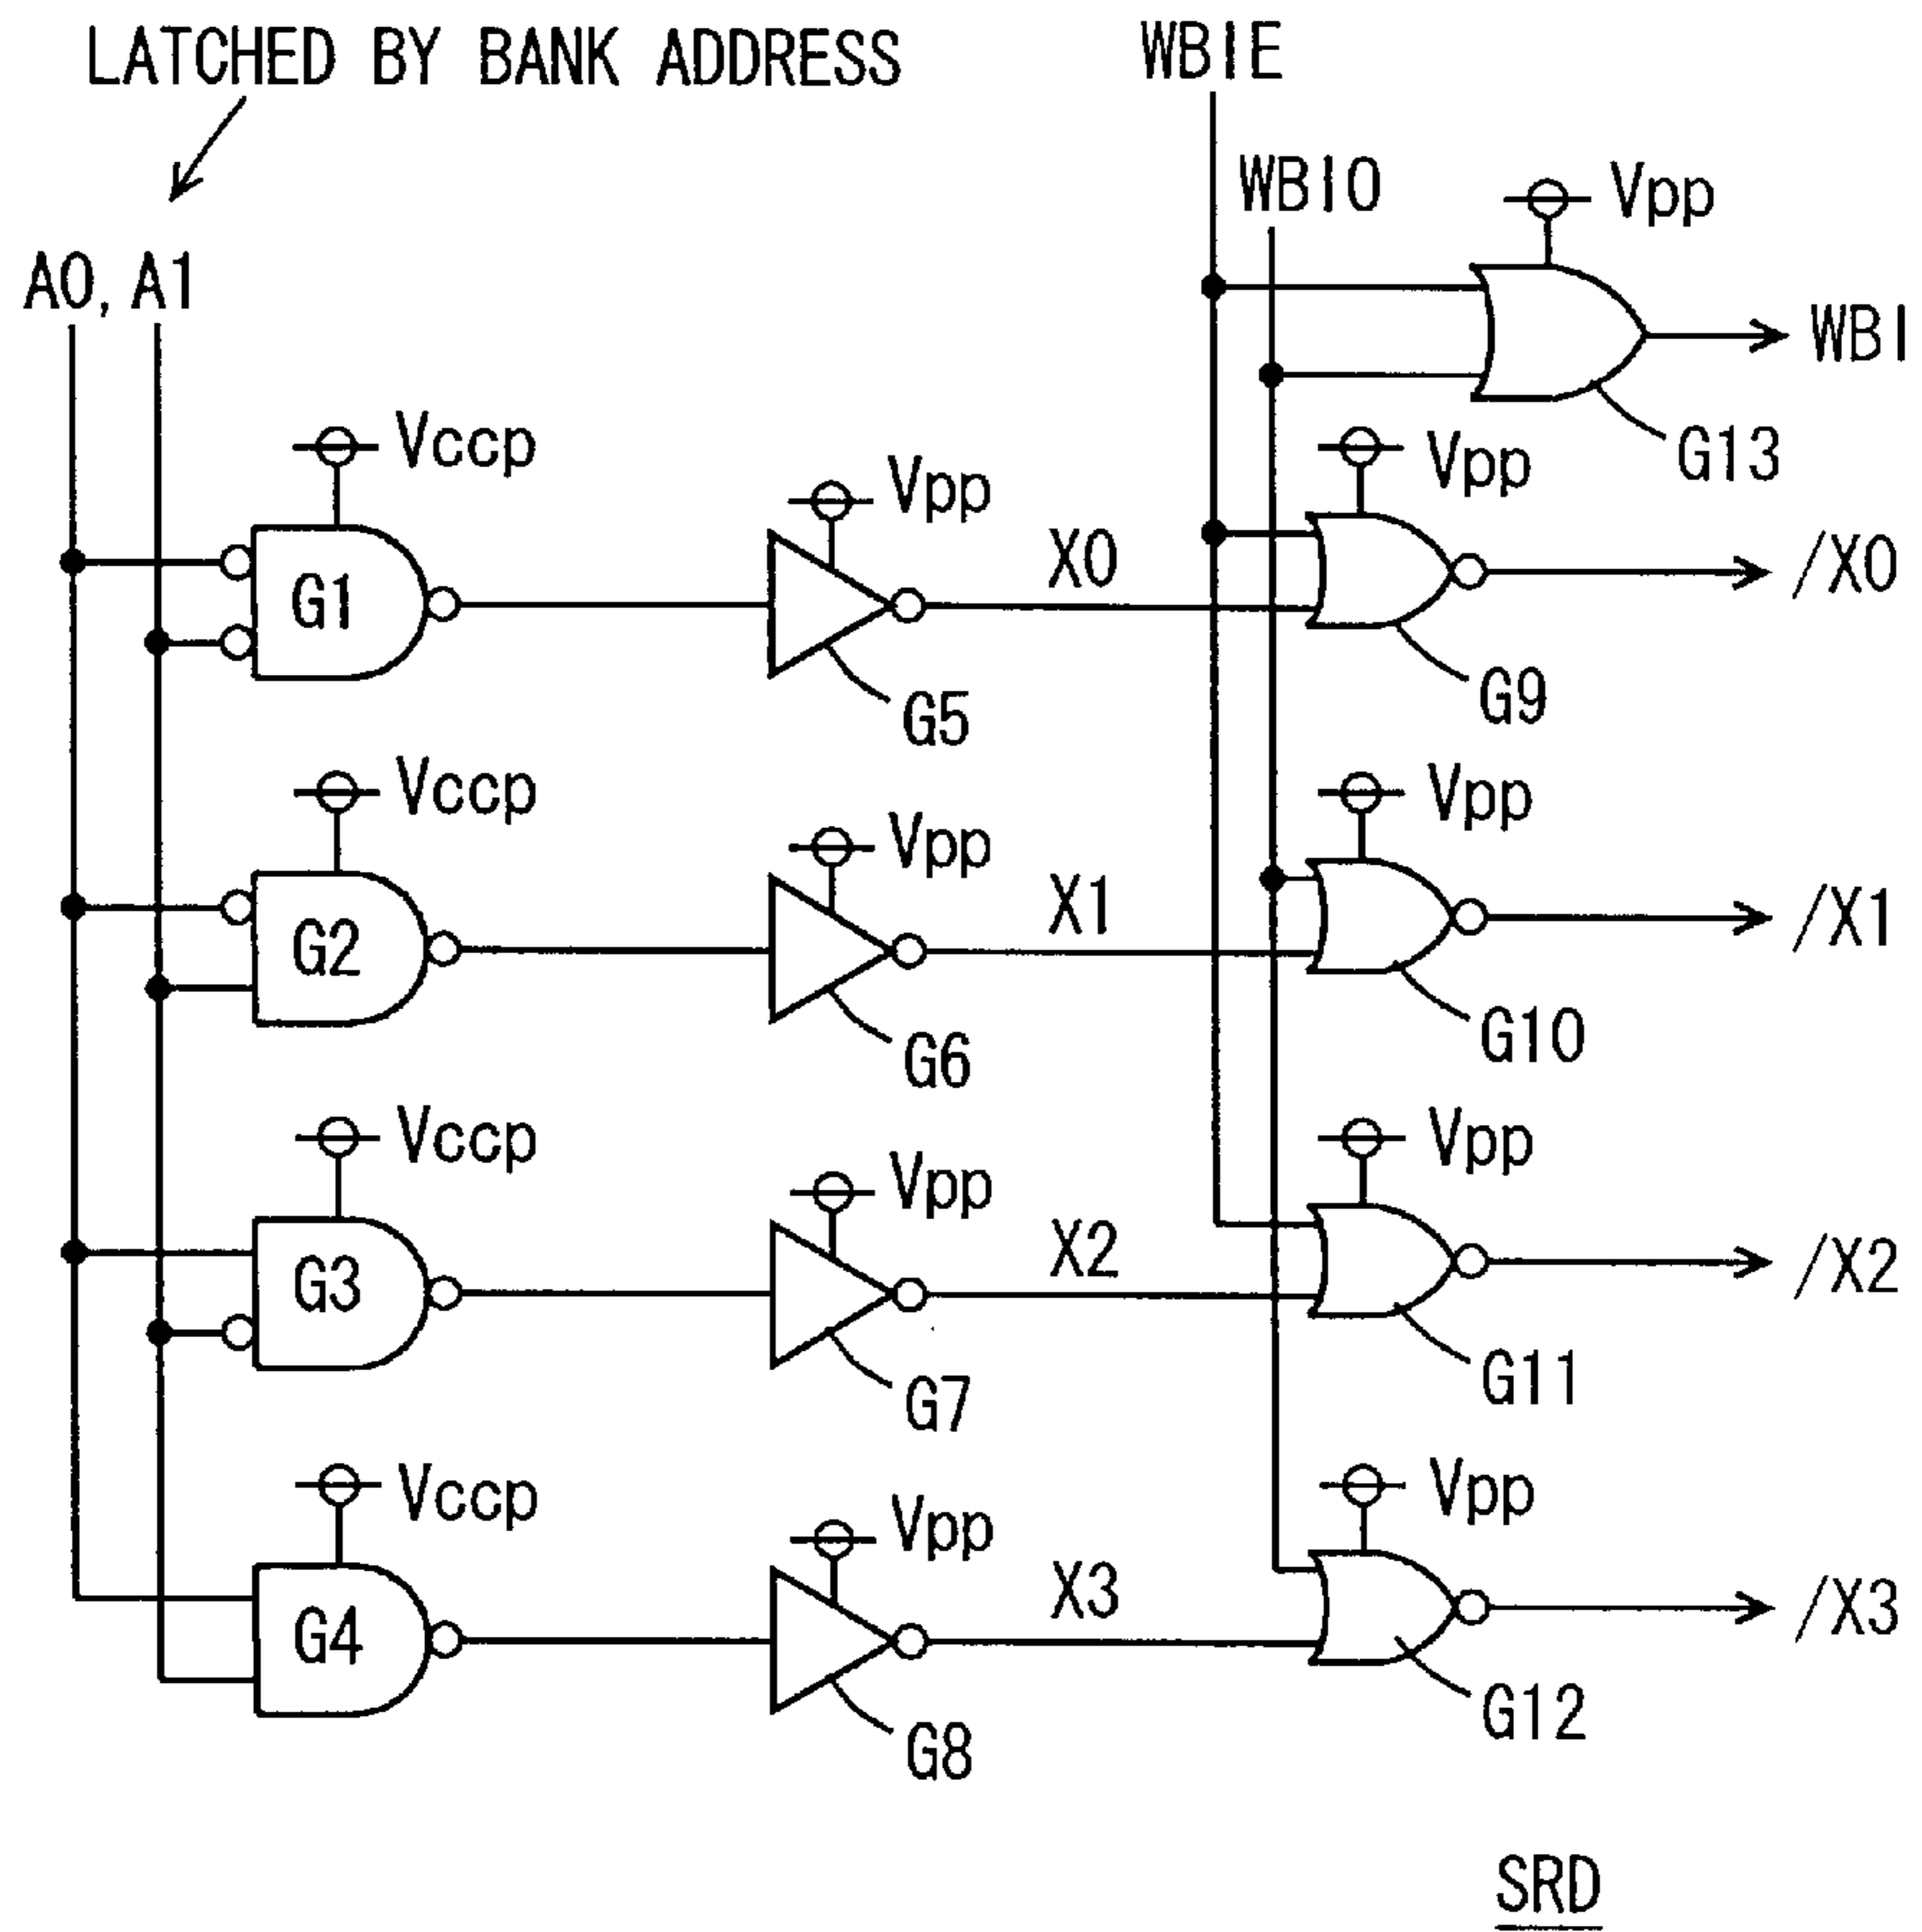 LATCHED BY BANK ADDRESS
WBIE
WBIO
Vpp
A0, A1
WBI
G13
Vccp
Vpp
Vpp
G1
X0
/X0
G5
G9
Vccp
Vpp
Vpp
G2
X1
/X1
G6
G10
Vccp
Vpp
Vpp
G3
X2
/X2
G7
G11
Vccp
Vpp
Vpp
G4
X3
/X3
G8
G12
SRD